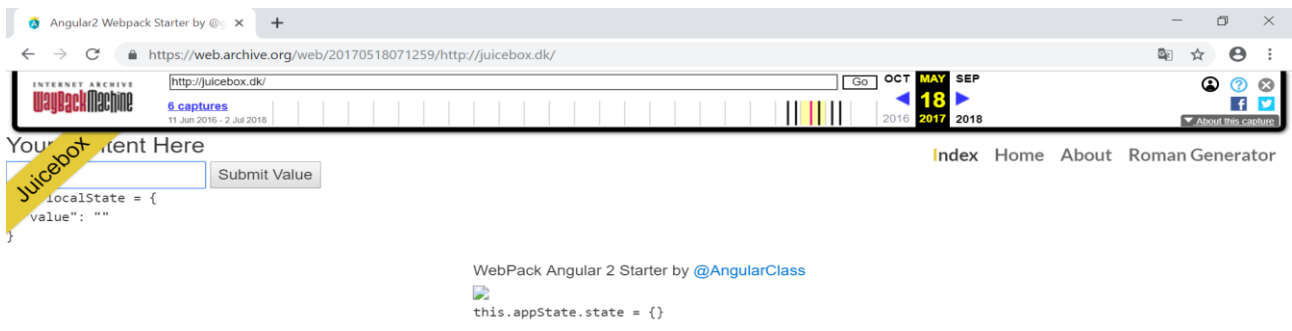 Angular2 Webpack Starter by @g
https://web.archive.org/web/20170518071259/http://juicebox.dk/
INTERNET ARCHIVE
WayBackMachine
http://juicebox.dk/
Go
OCT MAY SEP
6 captures
18
11 Jun 2016 - 2 Jul 2018
2016 2017 2018
About this capture
Juicebox
Your tent Here
Index Home About Roman Generator
Submit Value
localState = {
value": ""
}
WebPack Angular 2 Starter by @AngularClass
this.appState.state = {}